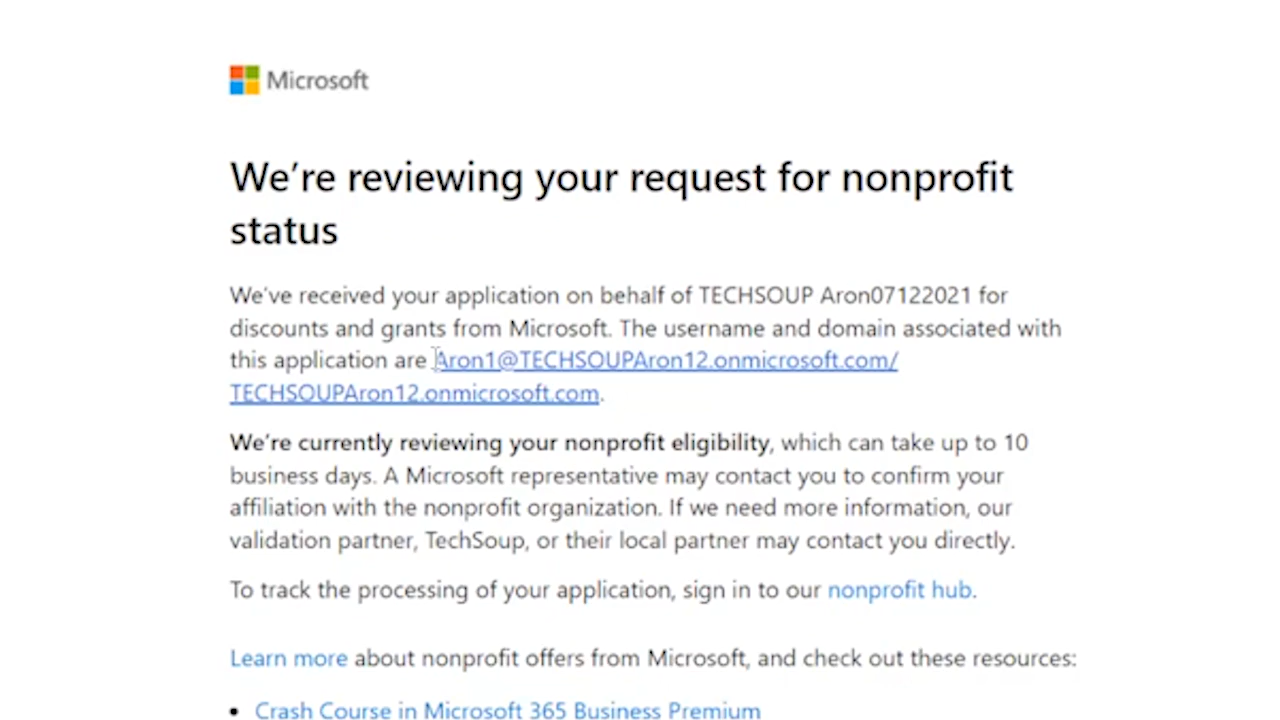 Microsoft
We're reviewing your request for nonprofit
status
We've received your application on behalf of TECHSOUP Aron07122021 for
discounts and grants from Microsoft. The username and domain associated with
this application are Aron1@TECHSOUPAron12.onmicrosoft.com/
TECHSOUPAron12.onmicrosoft.com.
We're currently reviewing your nonprofit eligibility, which can take up to 10
business days. A Microsoft representative may contact you to confirm your
affiliation with the nonprofit organization. If we need more information, our
validation partner, TechSoup, or their local partner may contact you directly.
To track the processing of your application, sign in to our nonprofit hub.
Learn more about nonprofit offers from Microsoft, and check out these resources:
• Crash Course in Microsoft 365 Business Premium